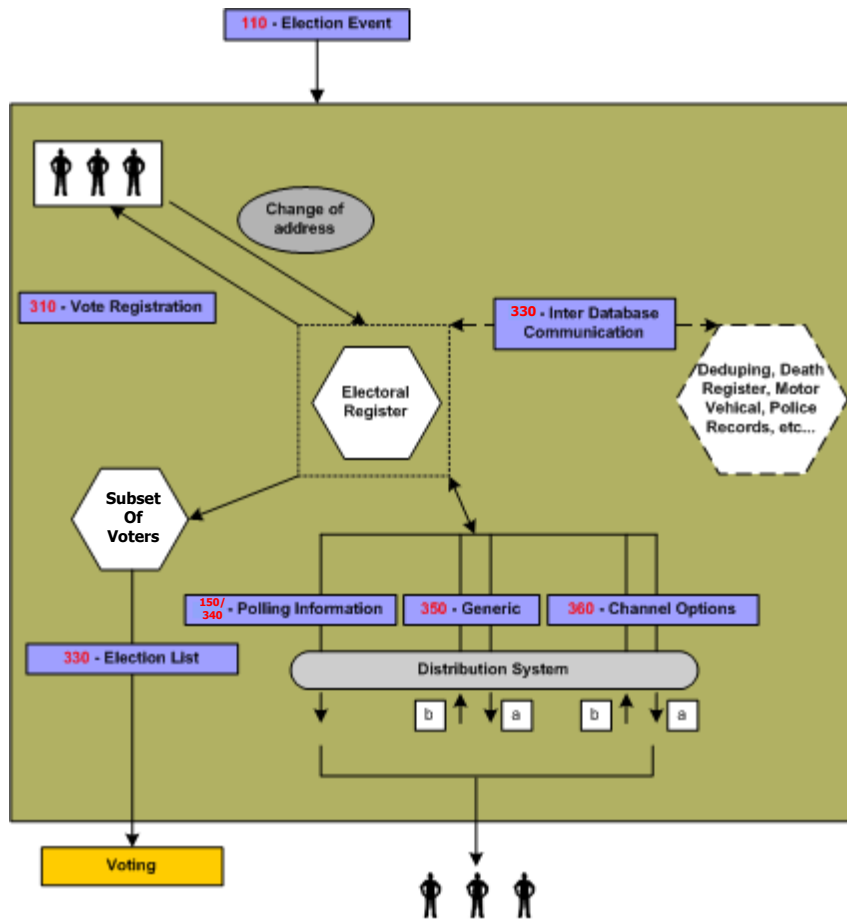 110 - Election Event
Change of
address
310 - Vote Registration
330 - Inter Database
Communication
Electoral
Register
Deduping, Death
Register, Motor
Vehical, Police
Records, etc...
Subset
Of
Voters
150/
340 - Polling Information
350 - Generic
360 - Channel Options
330 - Election List
Distribution System
b
a
b
a
Voting